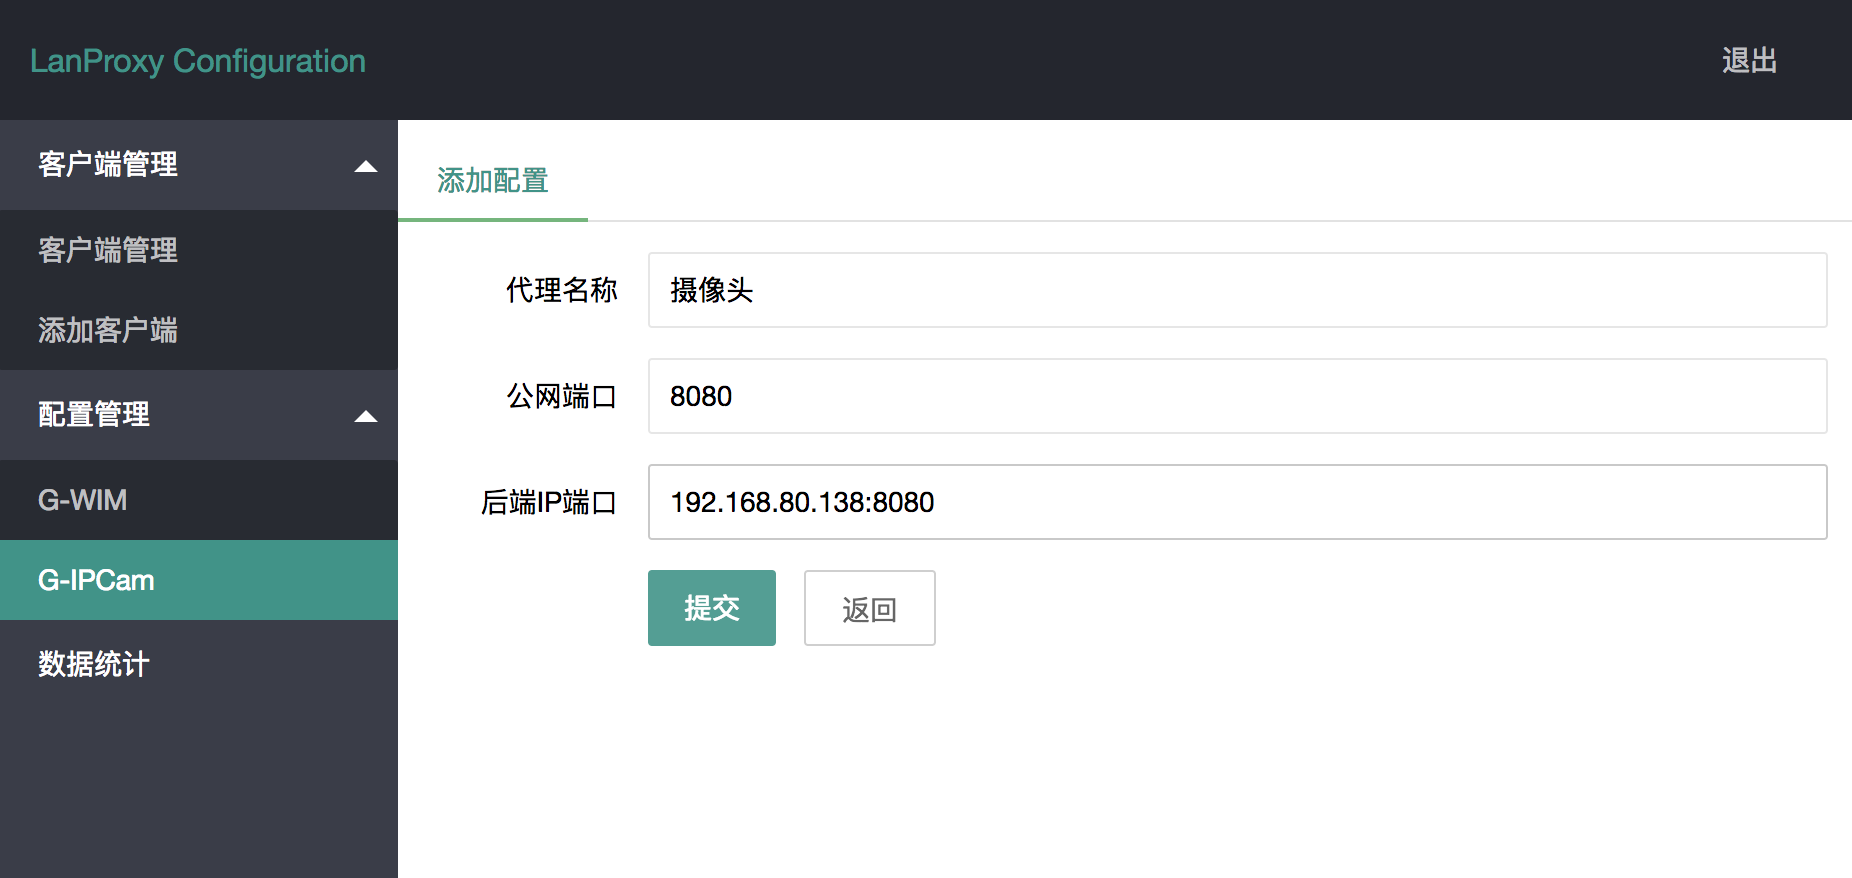 LanProxy Configuration
退出
客户端管理
客户端管理
添加客户端
配置管理
G-WIM
G-IPCam
数据统计
添加配置
代理名称 摄像头
公网端口 8080
后端IP端口 192.168.80.138:8080
提交 返回